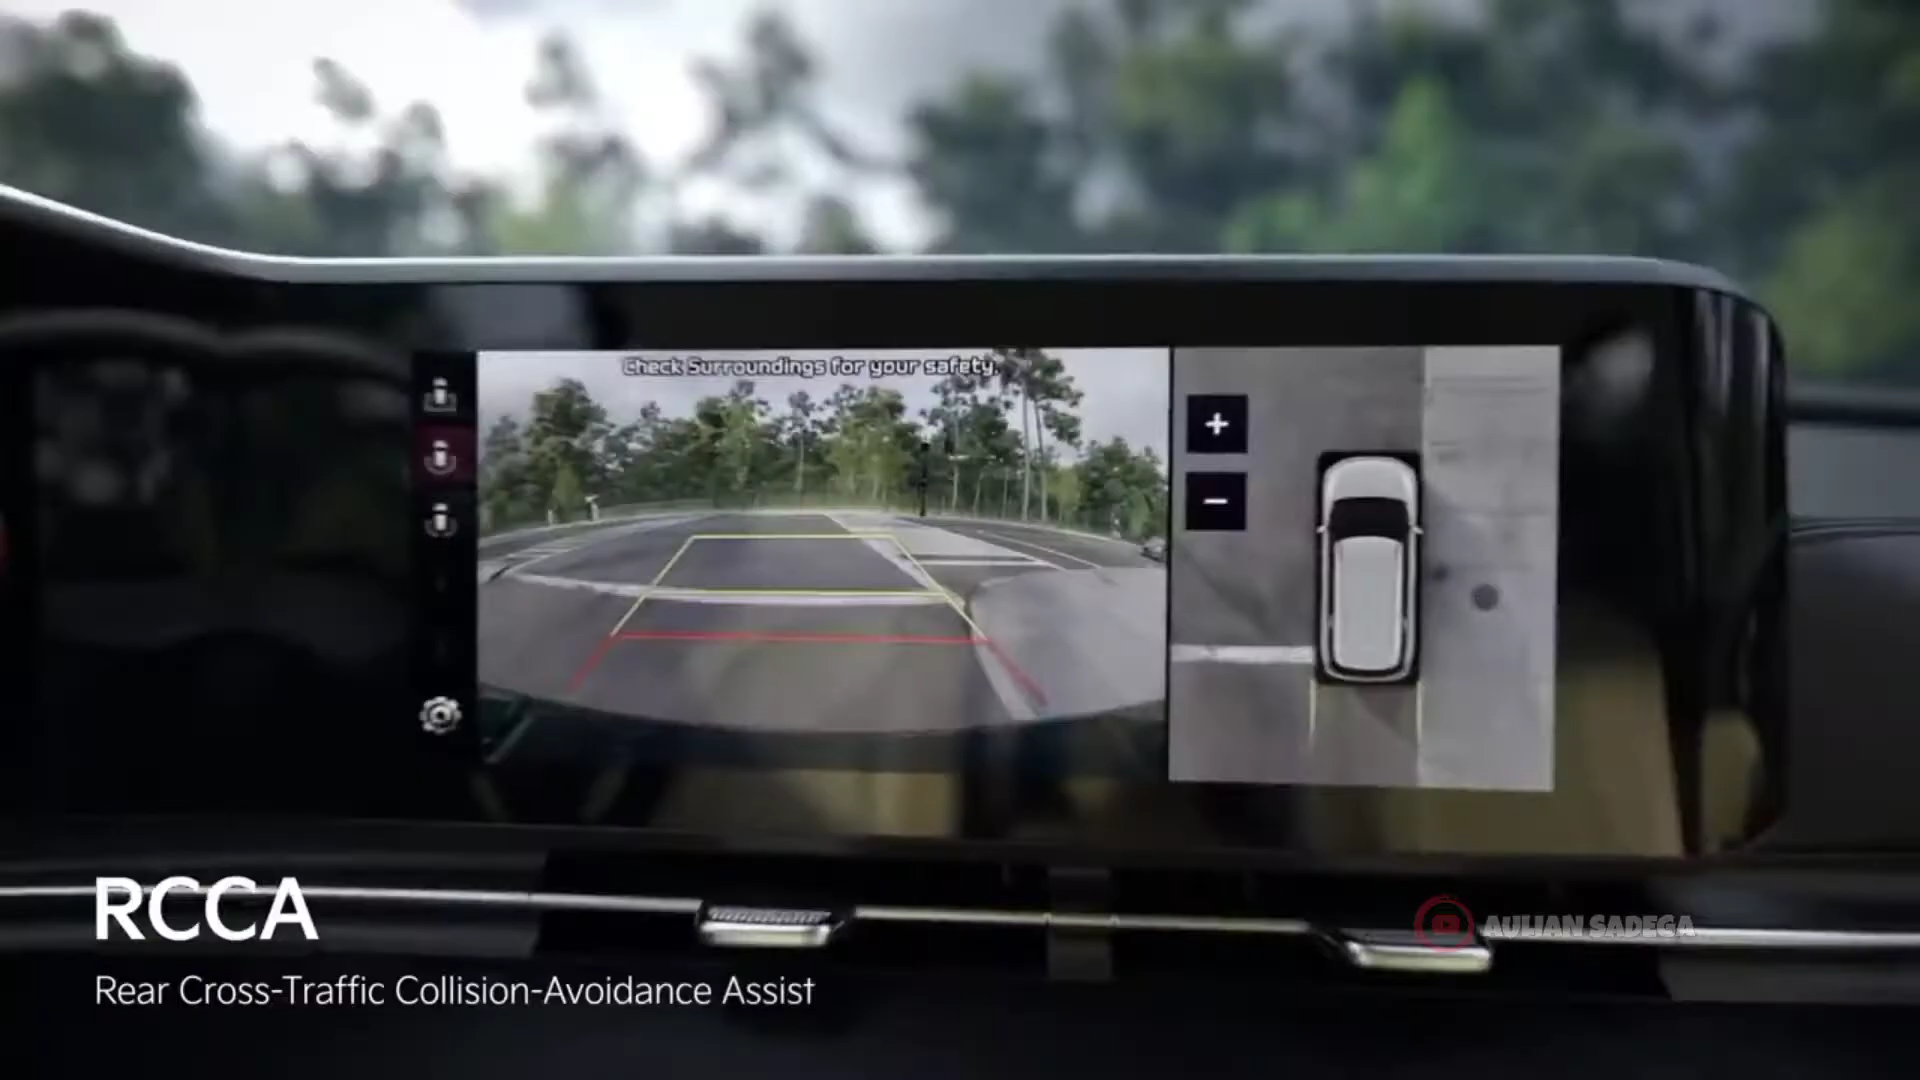 Check Surroundings for your safety.
+
-
RCCA
Rear Cross-Traffic Collision-Avoidance Assist
AULIAN SADEGA